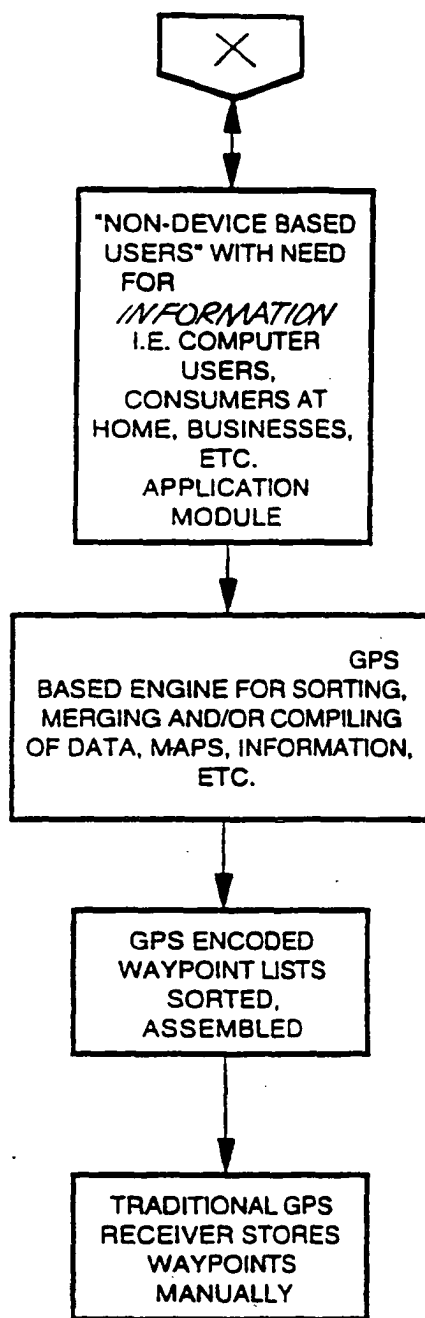 X
"NON-DEVICE BASED
USERS" WITH NEED
FOR
INFORMATION
I.E. COMPUTER
USERS,
CONSUMERS AT
HOME, BUSINESSES,
ETC.
APPLICATION
MODULE
GPS
BASED ENGINE FOR SORTING,
MERGING AND/OR COMPILING
OF DATA, MAPS, INFORMATION,
ETC.
GPS ENCODED
WAYPOINT LISTS
SORTED,
ASSEMBLED
TRADITIONAL GPS
RECEIVER STORES
WAYPOINTS
MANUALLY